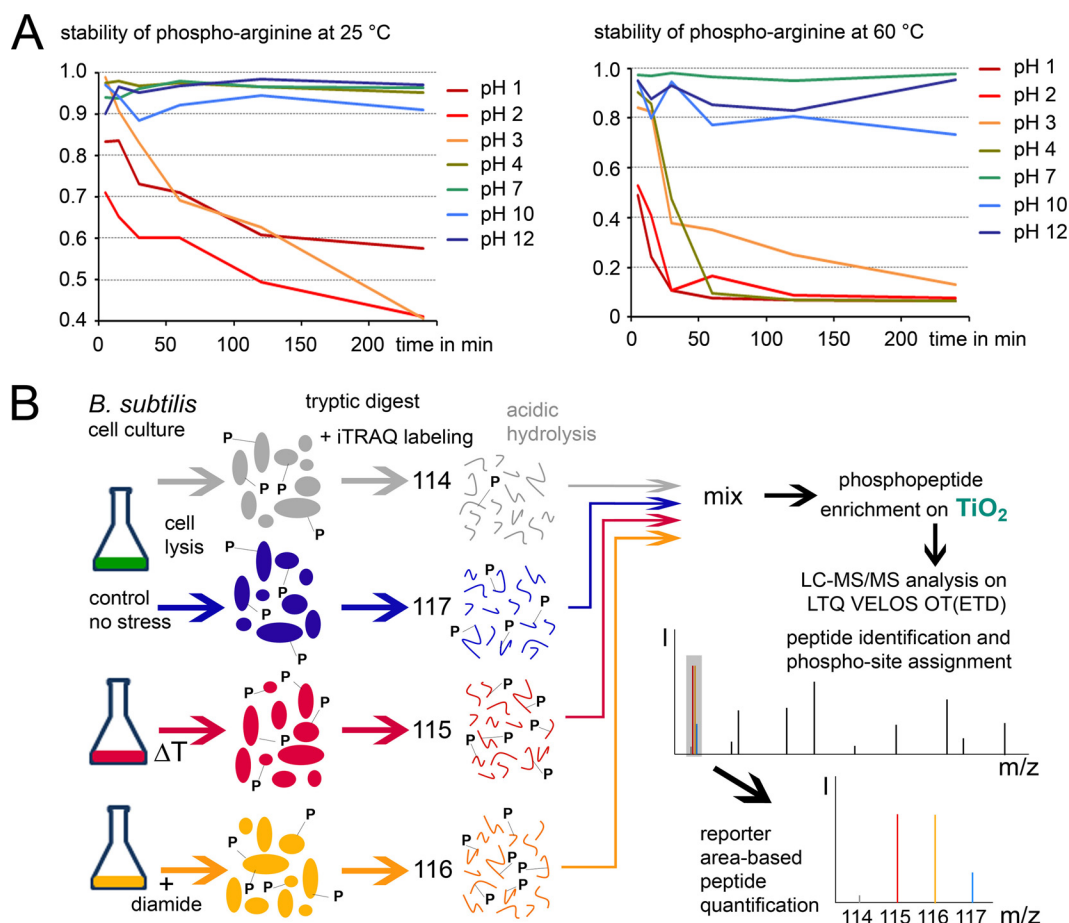 A
stability of phospho-arginine at 25 °C
1.0
0.9
0.8
0.7
0.6
0.5
0.4
0
50
100
150
200
time in min
pH 1
pH 2
pH 3
pH 4
pH 7
pH 10
pH 12
stability of phospho-arginine at 60 °C
1.0
0.8
0.6
0.4
0.2
0
0
50
100
150
200
time in min
pH 1
pH 2
pH 3
pH 4
pH 7
pH 10
pH 12
B
B. subtilis
cell culture
tryptic digest
+ iTRAQ labeling
acidic
hydrolysis
P
P P
P
114
P
cell
lysis
control
no stress
P
P
P
P
117
P
P
P
P
ΔT
P
P
P
P
115
P
P
P P
P
P
+
diamide
P
P
P
P
116
P
P
P
P
P
P
mix
phosphopeptide
enrichment on TiO2
LC-MS/MS analysis on
LTQ VELOS OT(ETD)
peptide identification and
phospho-site assignment
I
m/z
reporter
area-based
peptide
quantification
I
114 115 116 117
m/z